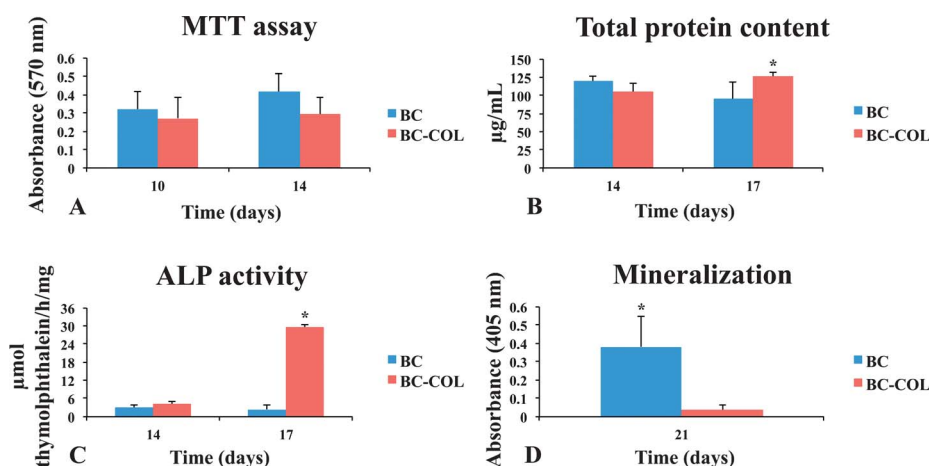 MTT assay
Absorbance (570 nm)
0.6
0.5
0.4
0.3
0.2
0.1
0
10
14
Time (days)
A
BC
BC-COL
Total protein content
µg/mL
150
125
100
75
50
25
0
*
14
17
Time (days)
B
BC
BC-COL
ALP activity
µmol
thymolphthalein/h/mg
36
30
24
18
12
6
0
*
14
17
Time (days)
C
BC
BC-COL
Mineralization
Absorbance (405 nm)
0.6
0.5
0.4
0.3
0.2
0.1
0
*
21
Time (days)
D
BC
BC-COL